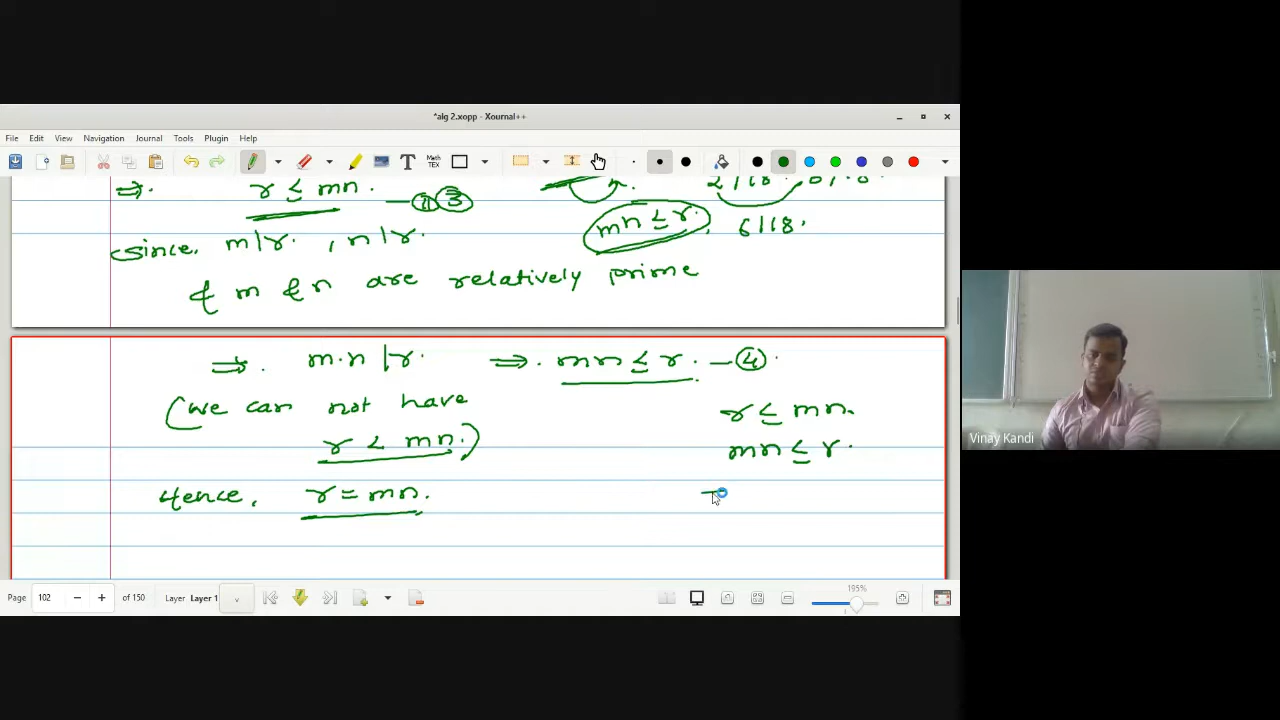 *alg 2.xopp - Xournal++
File Edit View Navigation Journal Tools Plugin Help
⇒. r ≤ mn. — ③
since. m|r. , n|r.
mn ≤ r. 6|18.
& m & n are relatively prime
⇒. m.n |r. ⇒. mn ≤ r. — ④.
(we can not have
r < mn.)
r ≤ mn.
mn ≤ r.
Hence, r = mn.
Page 102 of 150 Layer Layer 1 195%
Vinay Kandi